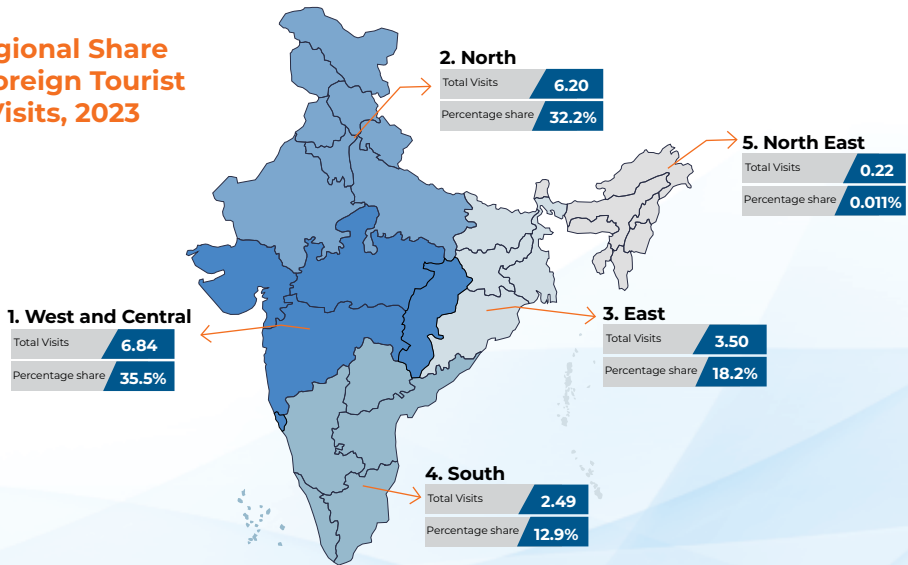 gional Share
oreign Tourist
isits, 2023
2. North
Total Visits 6.20
Percentage share 32.2%
5. North East
Total Visits 0.22
Percentage share 0.011%
1. West and Central
Total Visits 6.84
Percentage share 35.5%
3. East
Total Visits 3.50
Percentage share 18.2%
4. South
Total Visits 2.49
Percentage share 12.9%